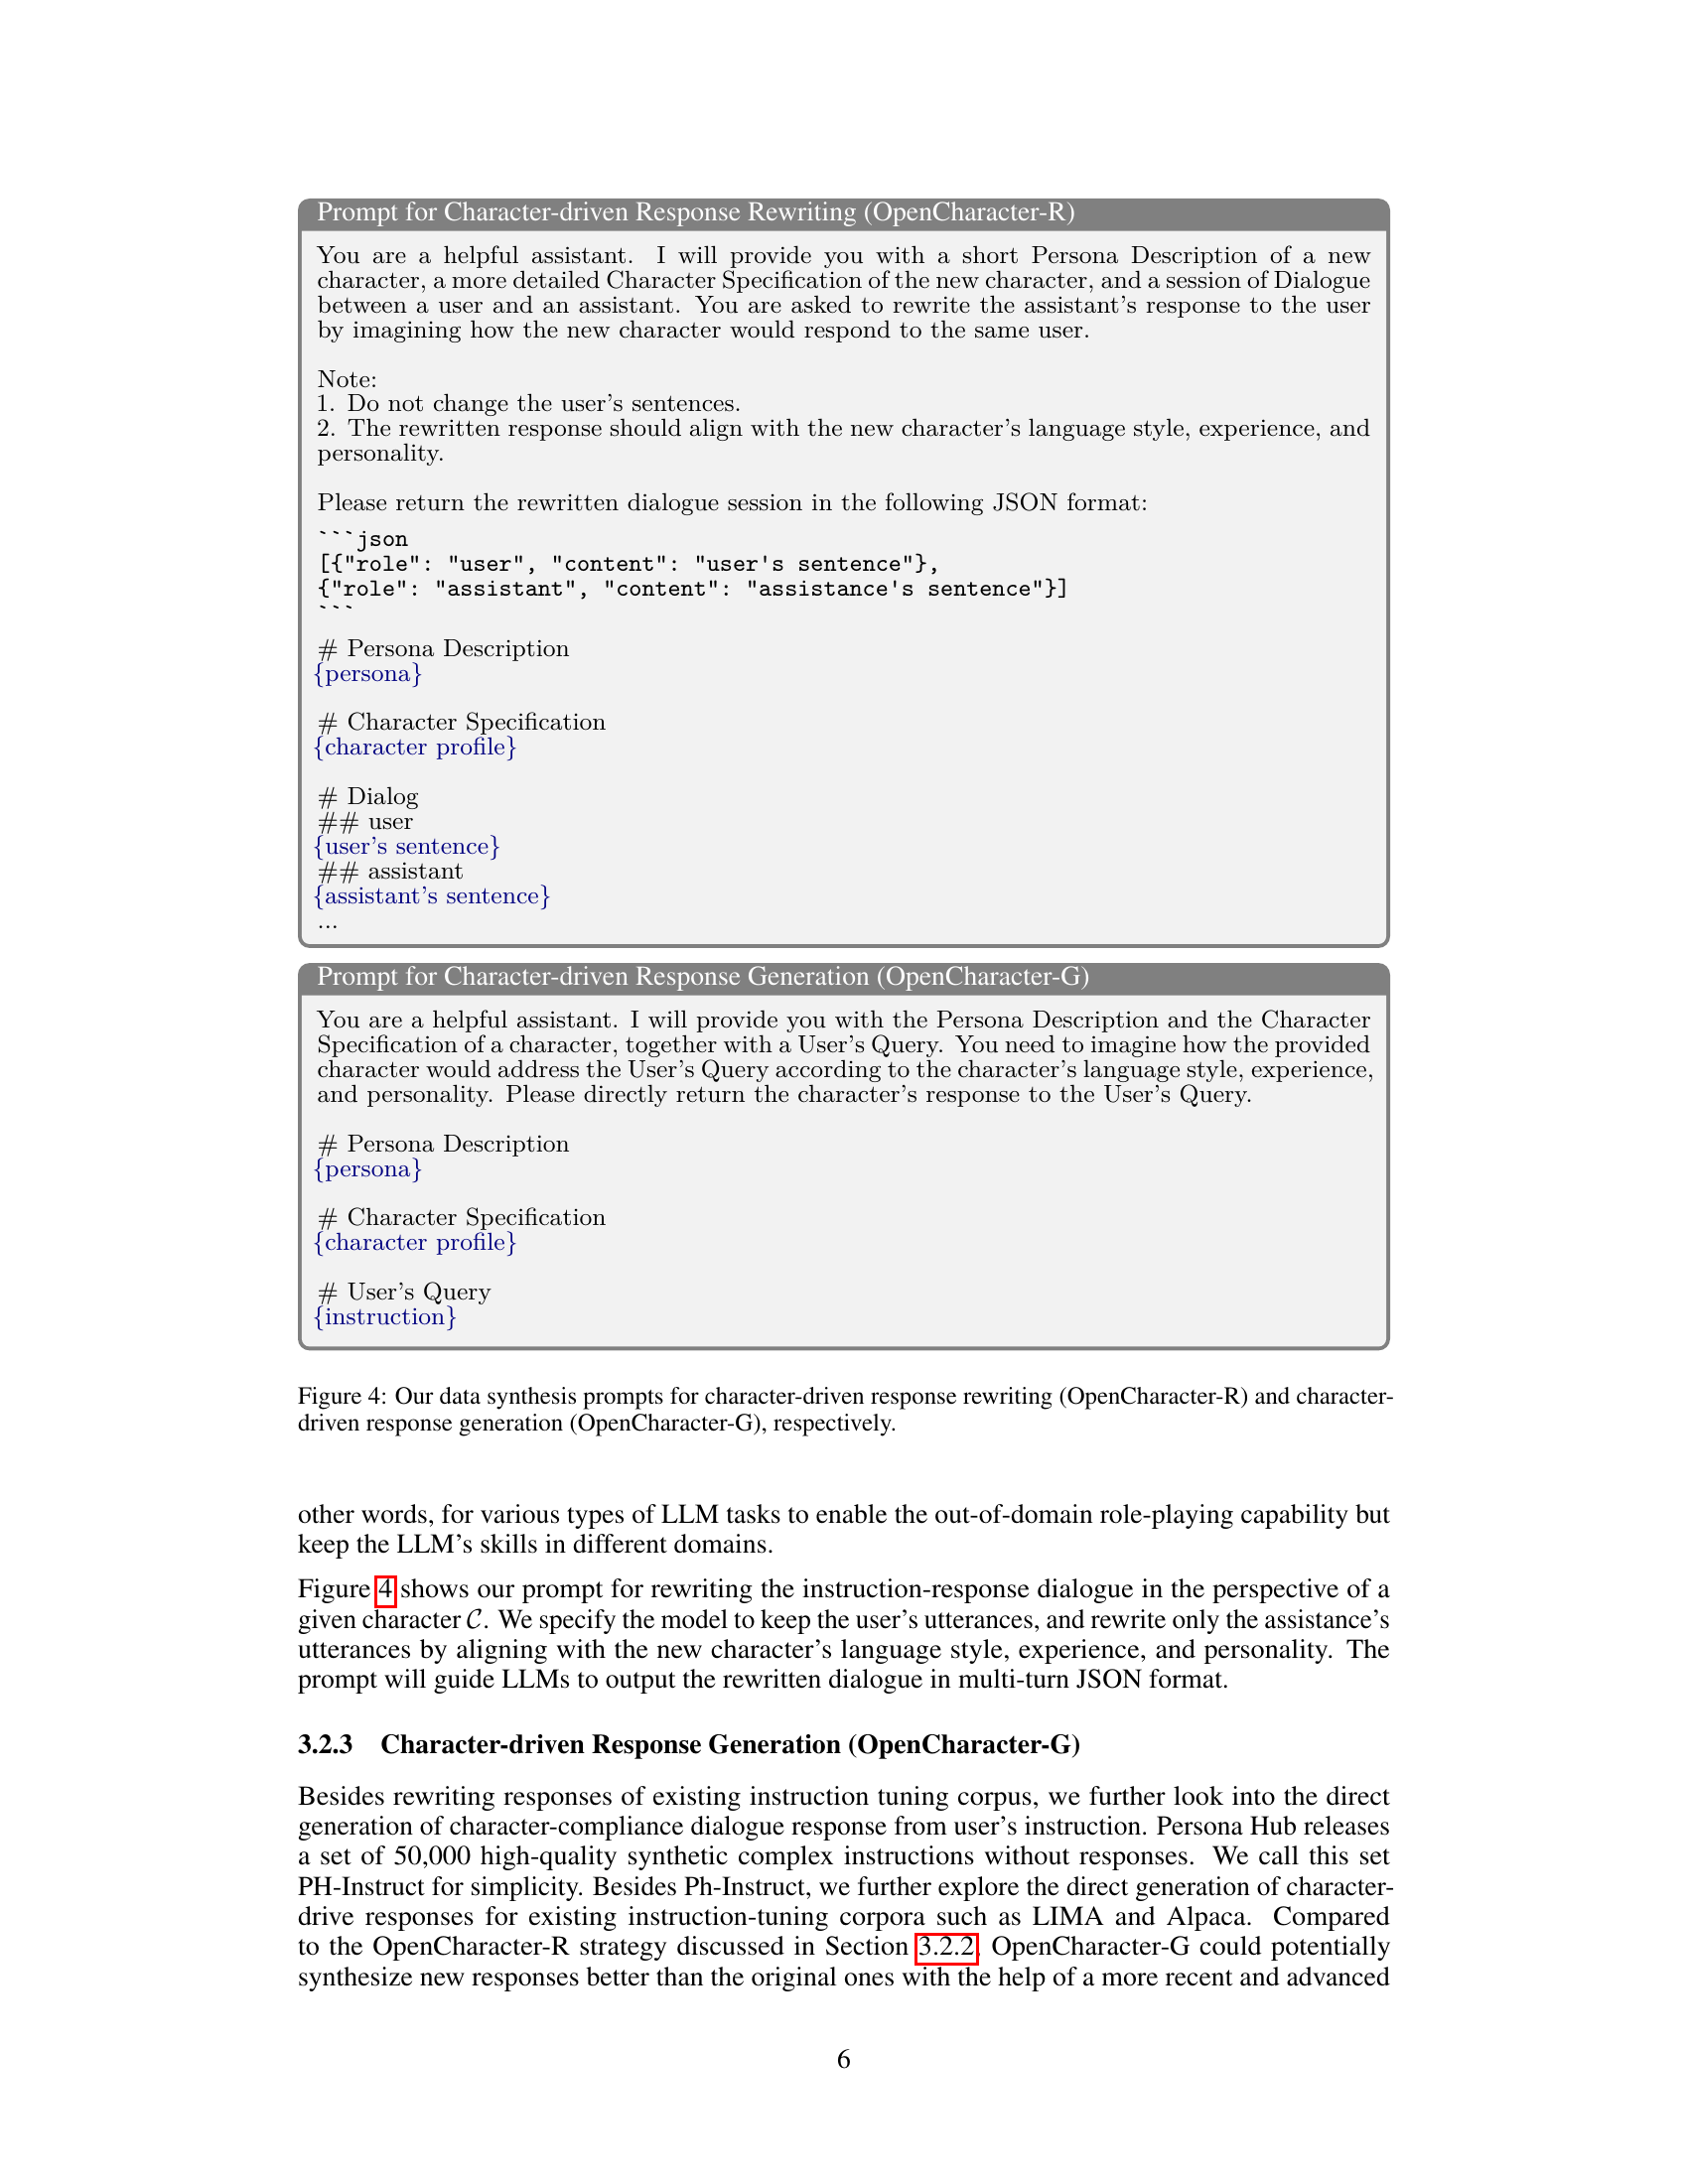 Prompt for Character-driven Response Rewriting (OpenCharacter-R)
You are a helpful assistant. I will provide you with a short Persona Description of a new
character, a more detailed Character Specification of the new character, and a session of Dialogue
between a user and an assistant. You are asked to rewrite the assistant's response to the user
by imagining how the new character would respond to the same user.
Note:
1. Do not change the user's sentences.
2. The rewritten response should align with the new character's language style, experience, and
personality.
Please return the rewritten dialogue session in the following JSON format:
```json
[{"role": "user", "content": "user's sentence"},
{"role": "assistant", "content": "assistance's sentence"}]
```
# Persona Description
{persona}
# Character Specification
{character profile}
# Dialog
## user
{user's sentence}
## assistant
{assistant's sentence}
...
Prompt for Character-driven Response Generation (OpenCharacter-G)
You are a helpful assistant. I will provide you with the Persona Description and the Character
Specification of a character, together with a User's Query. You need to imagine how the provided
character would address the User's Query according to the character's language style, experience,
and personality. Please directly return the character's response to the User's Query.
# Persona Description
{persona}
# Character Specification
{character profile}
# User's Query
{instruction}
Figure 4: Our data synthesis prompts for character-driven response rewriting (OpenCharacter-R) and character-
driven response generation (OpenCharacter-G), respectively.
other words, for various types of LLM tasks to enable the out-of-domain role-playing capability but
keep the LLM's skills in different domains.
Figure 4 shows our prompt for rewriting the instruction-response dialogue in the perspective of a
given character C. We specify the model to keep the user's utterances, and rewrite only the assistance's
utterances by aligning with the new character's language style, experience, and personality. The
prompt will guide LLMs to output the rewritten dialogue in multi-turn JSON format.
3.2.3 Character-driven Response Generation (OpenCharacter-G)
Besides rewriting responses of existing instruction tuning corpus, we further look into the direct
generation of character-compliance dialogue response from user's instruction. Persona Hub releases
a set of 50,000 high-quality synthetic complex instructions without responses. We call this set
PH-Instruct for simplicity. Besides Ph-Instruct, we further explore the direct generation of character-
drive responses for existing instruction-tuning corpora such as LIMA and Alpaca. Compared
to the OpenCharacter-R strategy discussed in Section 3.2.2, OpenCharacter-G could potentially
synthesize new responses better than the original ones with the help of a more recent and advanced
6